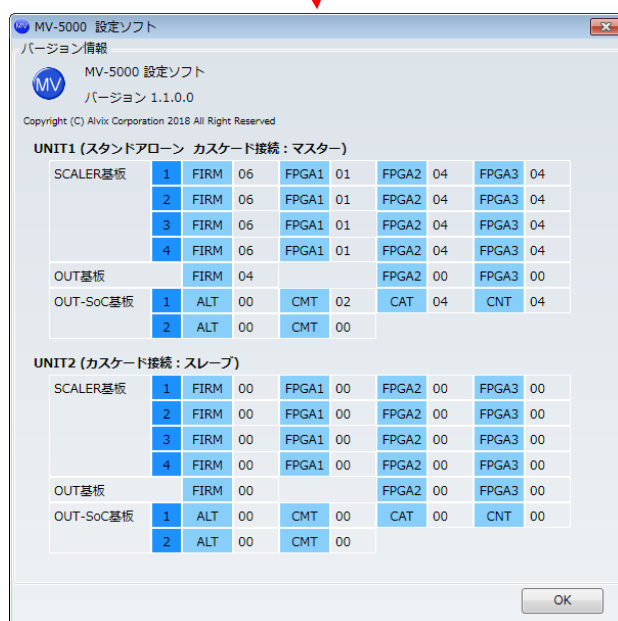 MV-5000 設定ソフト
バージョン情報
MV
MV-5000 設定ソフト
バージョン 1.1.0.0
Copyright (C) Alvix Corporation 2018 All Right Reserved
UNIT1 (スタンドアローン カスケード接続：マスター)
SCALER基板 1 FIRM 06 FPGA1 01 FPGA2 04 FPGA3 04
2 FIRM 06 FPGA1 01 FPGA2 04 FPGA3 04
3 FIRM 06 FPGA1 01 FPGA2 04 FPGA3 04
4 FIRM 06 FPGA1 01 FPGA2 04 FPGA3 04
OUT基板 FIRM 04 FPGA2 00 FPGA3 00
OUT-SoC基板 1 ALT 00 CMT 02 CAT 04 CNT 04
2 ALT 00 CMT 00
UNIT2 (カスケード接続：スレーブ)
SCALER基板 1 FIRM 00 FPGA1 00 FPGA2 00 FPGA3 00
2 FIRM 00 FPGA1 00 FPGA2 00 FPGA3 00
3 FIRM 00 FPGA1 00 FPGA2 00 FPGA3 00
4 FIRM 00 FPGA1 00 FPGA2 00 FPGA3 00
OUT基板 FIRM 00 FPGA2 00 FPGA3 00
OUT-SoC基板 1 ALT 00 CMT 00 CAT 00 CNT 00
2 ALT 00 CMT 00
OK